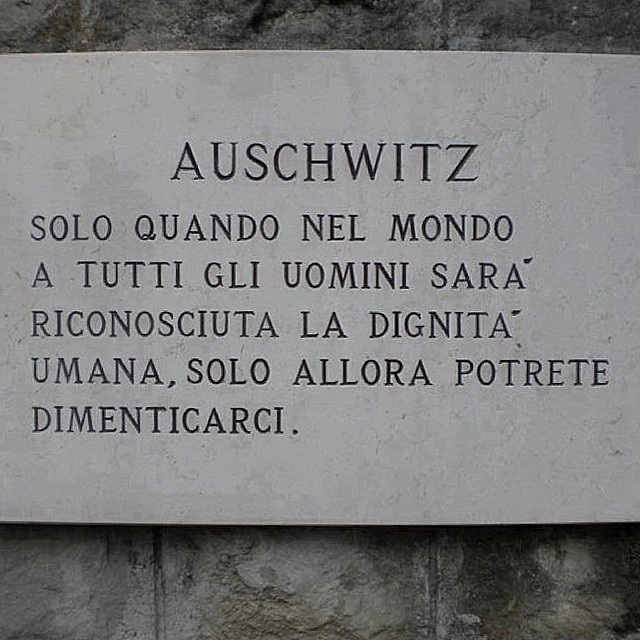 AUSCHWITZ
SOLO QUANDO NEL MONDO
A TUTTI GLI UOMINI SARA´
RICONOSCIUTA LA DIGNITA´
UMANA, SOLO ALLORA POTRETE
DIMENTICARCI.